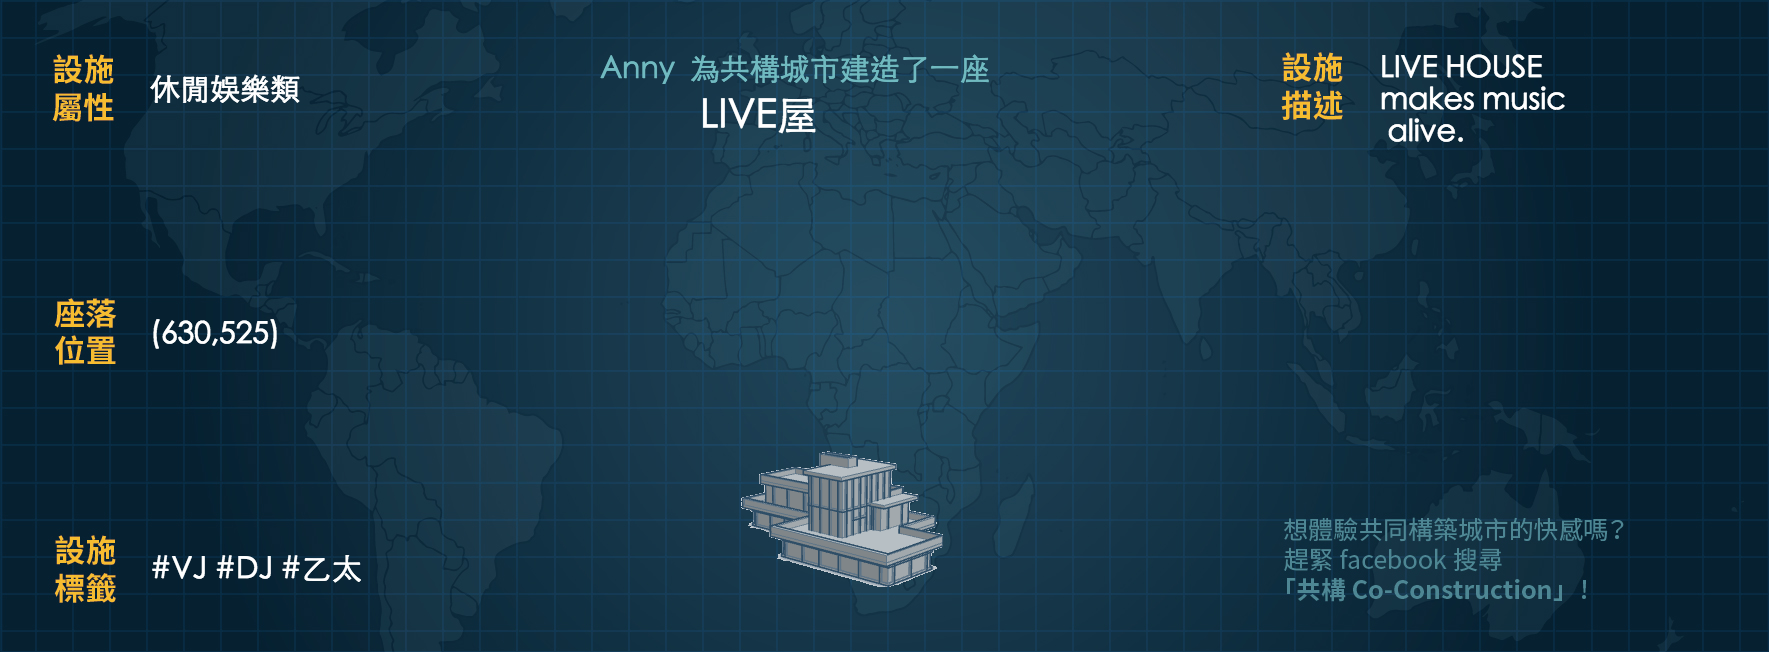 設施
屬性
休閒娛樂類
Anny 為共構城市建造了一座
LIVE屋
設施
描述
LIVE HOUSE
makes music
alive.
座落
位置
(630,525)
設施
標籤
#VJ #DJ #乙太
想體驗共同構築城市的快感嗎?
趕緊 facebook 搜尋
「共構 Co-Construction」!